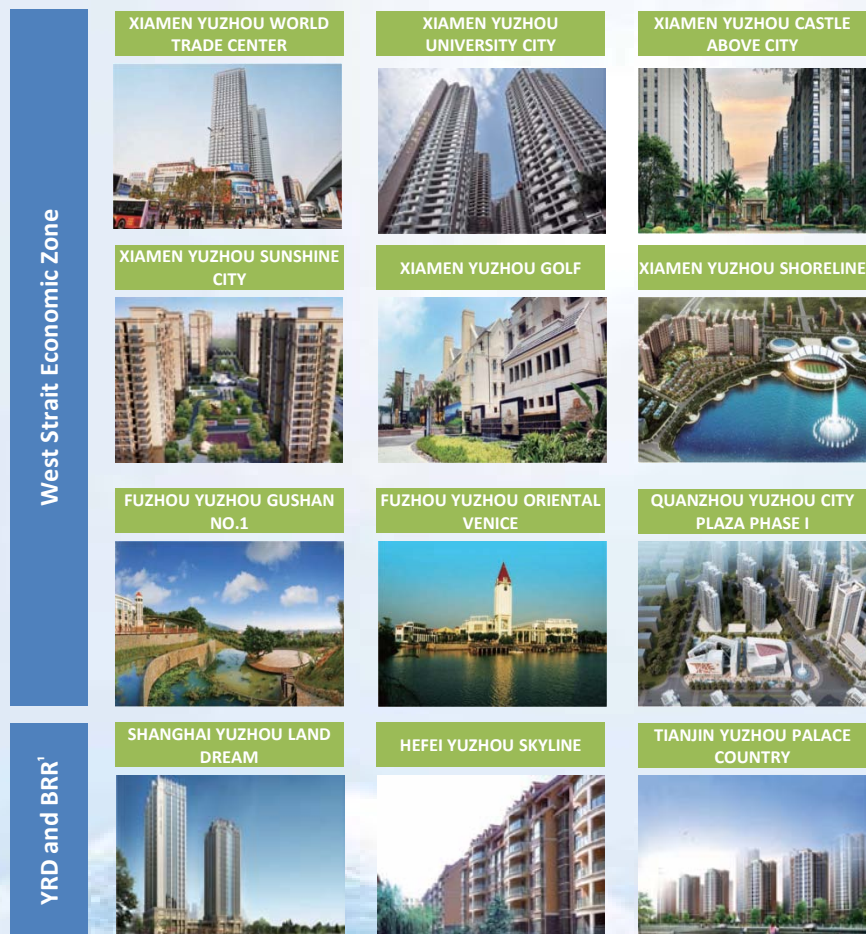 West Strait Economic Zone
XIAMEN YUZHOU WORLD
TRADE CENTER
XIAMEN YUZHOU
UNIVERSITY CITY
XIAMEN YUZHOU CASTLE
ABOVE CITY
XIAMEN YUZHOU SUNSHINE
CITY
XIAMEN YUZHOU GOLF
XIAMEN YUZHOU SHORELINE
FUZHOU YUZHOU GUSHAN
NO.1
FUZHOU YUZHOU ORIENTAL
VENICE
QUANZHOU YUZHOU CITY
PLAZA PHASE I
YRD and BRR¹
SHANGHAI YUZHOU LAND
DREAM
HEFEI YUZHOU SKYLINE
TIANJIN YUZHOU PALACE
COUNTRY